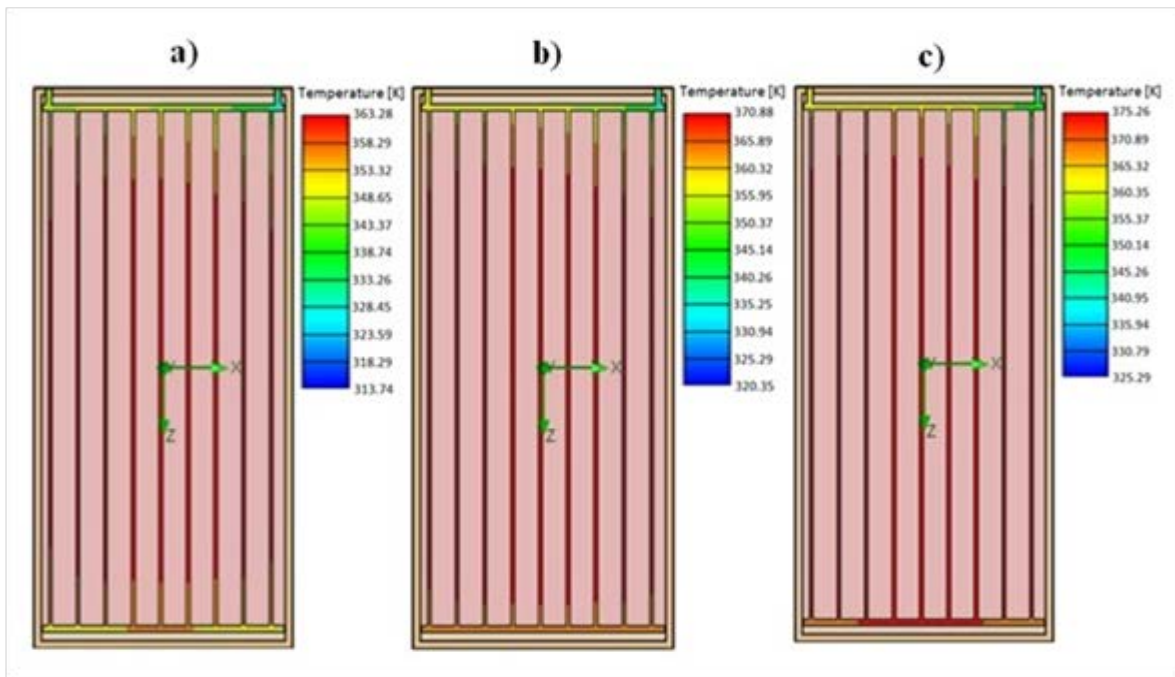 a)
b)
c)
Temperature [K]
363.28
358.29
353.32
348.65
343.37
338.74
333.26
328.45
323.59
318.29
313.74
X
Y
Z
Temperature [K]
370.88
365.89
360.32
355.95
350.37
345.14
340.26
335.25
330.94
325.29
320.35
X
Y
Z
Temperature [K]
375.26
370.89
365.32
360.35
355.37
350.14
345.26
340.95
335.94
330.79
325.29
X
Y
Z